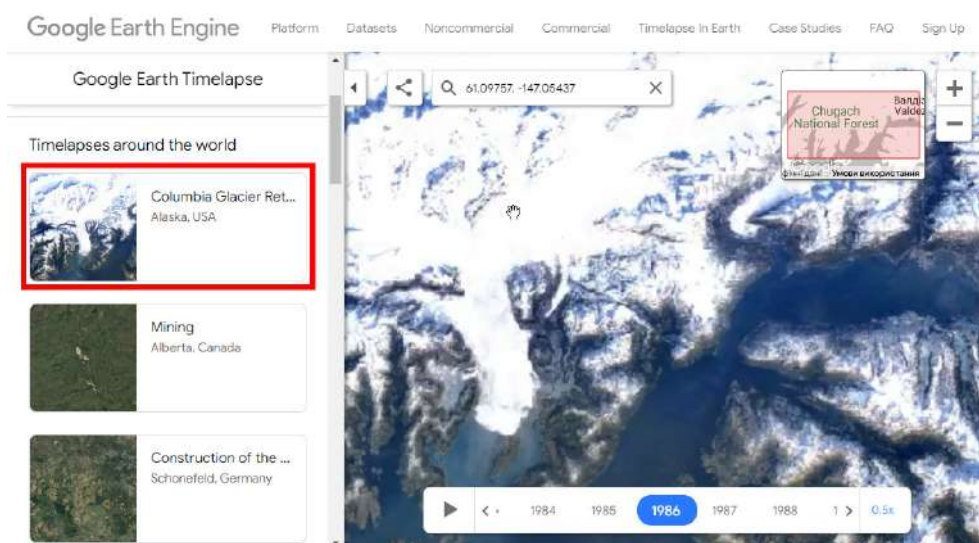 Google Earth Engine Platform Datasets Noncommercial Commercial Timelapse In Earth Case Studies FAQ Sign Up
Google Earth Timelapse
Timelapses around the world
Columbia Glacier Ret...
Alaska, USA
Mining
Alberta, Canada
Construction of the ...
Schonefeld, Germany
61.09757, -147.05437
Chugach
National Forest
Valdez
Умови використання
1984 1985 1986 1987 1988 1 0.5x